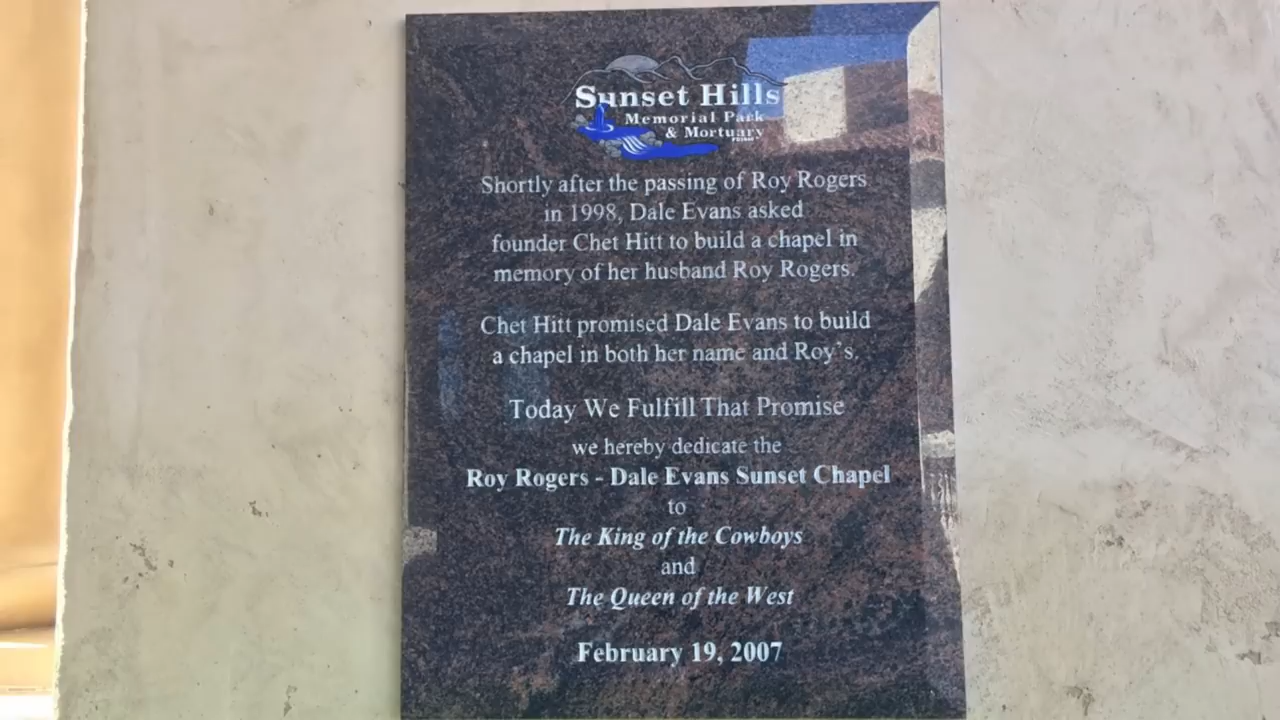 Sunset Hills
Memorial Park
& Mortuary
Shortly after the passing of Roy Rogers
in 1998, Dale Evans asked
founder Chet Hitt to build a chapel in
memory of her husband Roy Rogers.
Chet Hitt promised Dale Evans to build
a chapel in both her name and Roy`s.
Today We Fulfill That Promise
we hereby dedicate the
Roy Rogers - Dale Evans Sunset Chapel
to
The King of the Cowboys
and
The Queen of the West
February 19, 2007